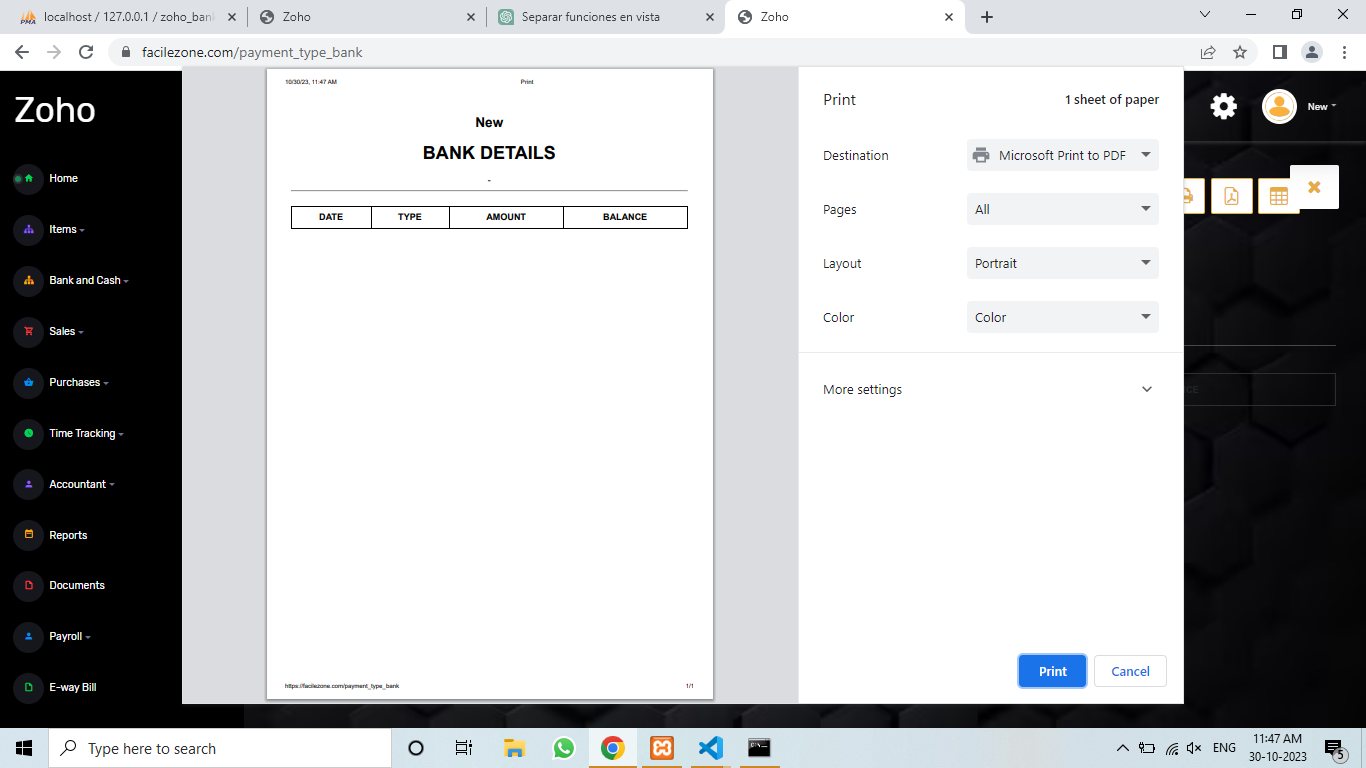 localhost / 127.0.0.1 / zoho_ban
Zoho
Separar funciones en vista
Zoho
facilezone.com/payment_type_bank
Zoho
Home
Items
Bank and Cash
Sales
Purchases
Time Tracking
Accountant
Reports
Documents
Payroll
E-way Bill
10/30/23, 11:47 AM
Print
New
BANK DETAILS
-
DATE TYPE AMOUNT BALANCE
https://facilezone.com/payment_type_bank
1/1
Print
1 sheet of paper
Destination
Microsoft Print to PDF
Pages
All
Layout
Portrait
Color
Color
More settings
Print
Cancel
New
Type here to search
ENG
11:47 AM
30-10-2023
5